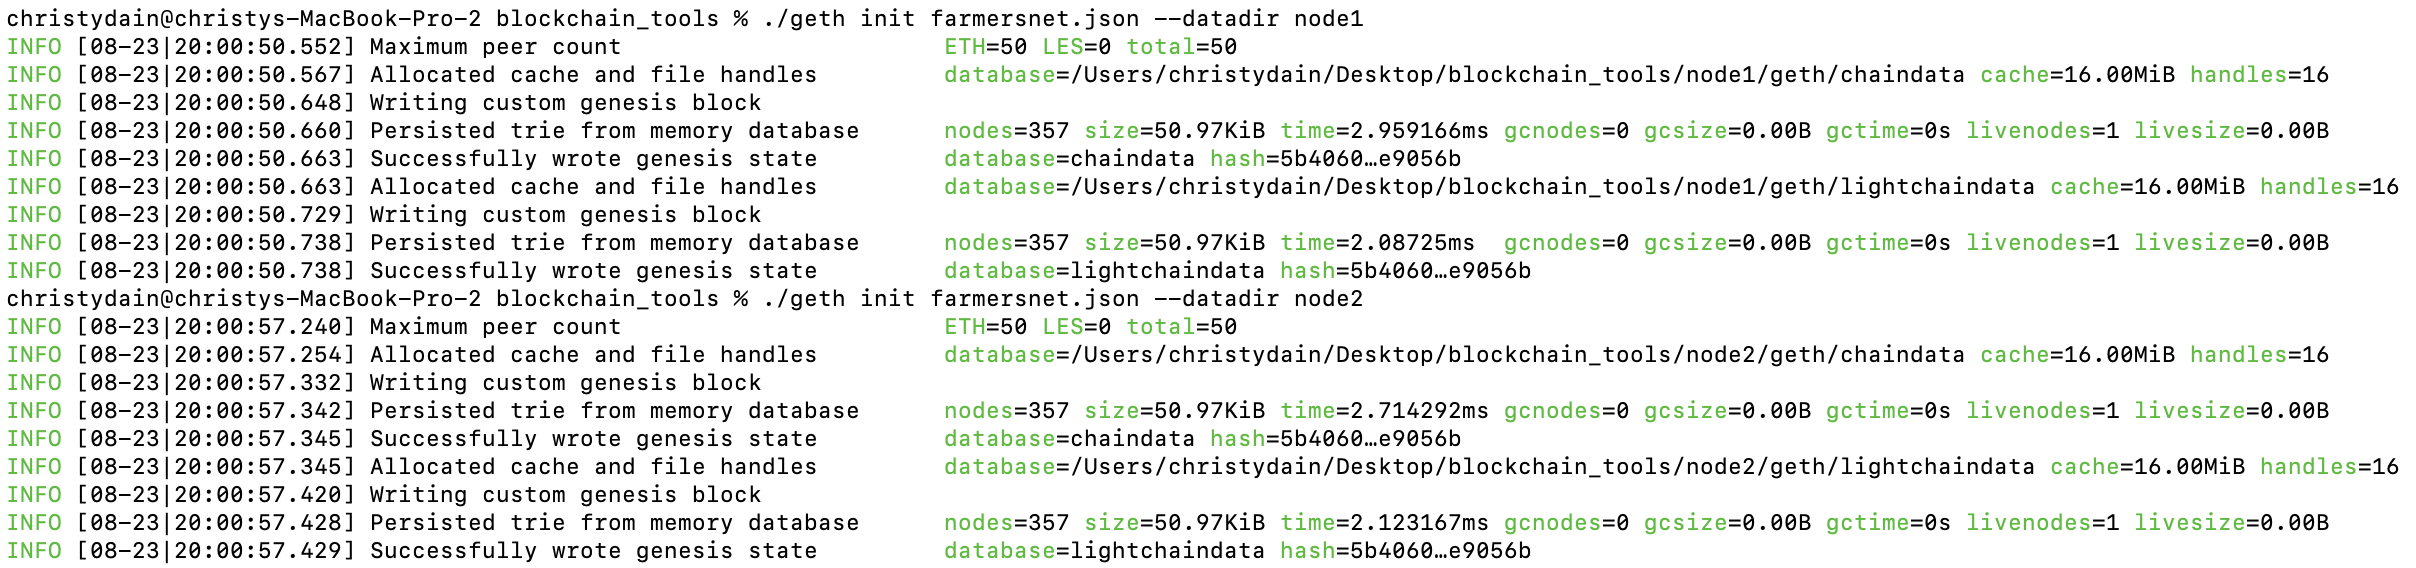 christydain@christys-MacBook-Pro-2 blockchain_tools % ./geth init farmersnet.json --datadir node1
INFO [08-23|20:00:50.552] Maximum peer count                       ETH=50 LES=0 total=50
INFO [08-23|20:00:50.567] Allocated cache and file handles         database=/Users/christydain/Desktop/blockchain_tools/node1/geth/chaindata cache=16.00MiB handles=16
INFO [08-23|20:00:50.648] Writing custom genesis block
INFO [08-23|20:00:50.660] Persisted trie from memory database      nodes=357 size=50.97KiB time=2.959166ms gcnodes=0 gcsize=0.00B gctime=0s livenodes=1 livesize=0.00B
INFO [08-23|20:00:50.663] Successfully wrote genesis state         database=chaindata hash=5b4060…e9056b
INFO [08-23|20:00:50.663] Allocated cache and file handles         database=/Users/christydain/Desktop/blockchain_tools/node1/geth/lightchaindata cache=16.00MiB handles=16
INFO [08-23|20:00:50.729] Writing custom genesis block
INFO [08-23|20:00:50.738] Persisted trie from memory database      nodes=357 size=50.97KiB time=2.08725ms  gcnodes=0 gcsize=0.00B gctime=0s livenodes=1 livesize=0.00B
INFO [08-23|20:00:50.738] Successfully wrote genesis state         database=lightchaindata hash=5b4060…e9056b
christydain@christys-MacBook-Pro-2 blockchain_tools % ./geth init farmersnet.json --datadir node2
INFO [08-23|20:00:57.240] Maximum peer count                       ETH=50 LES=0 total=50
INFO [08-23|20:00:57.254] Allocated cache and file handles         database=/Users/christydain/Desktop/blockchain_tools/node2/geth/chaindata cache=16.00MiB handles=16
INFO [08-23|20:00:57.332] Writing custom genesis block
INFO [08-23|20:00:57.342] Persisted trie from memory database      nodes=357 size=50.97KiB time=2.714292ms gcnodes=0 gcsize=0.00B gctime=0s livenodes=1 livesize=0.00B
INFO [08-23|20:00:57.345] Successfully wrote genesis state         database=chaindata hash=5b4060…e9056b
INFO [08-23|20:00:57.345] Allocated cache and file handles         database=/Users/christydain/Desktop/blockchain_tools/node2/geth/lightchaindata cache=16.00MiB handles=16
INFO [08-23|20:00:57.420] Writing custom genesis block
INFO [08-23|20:00:57.428] Persisted trie from memory database      nodes=357 size=50.97KiB time=2.123167ms gcnodes=0 gcsize=0.00B gctime=0s livenodes=1 livesize=0.00B
INFO [08-23|20:00:57.429] Successfully wrote genesis state         database=lightchaindata hash=5b4060…e9056b